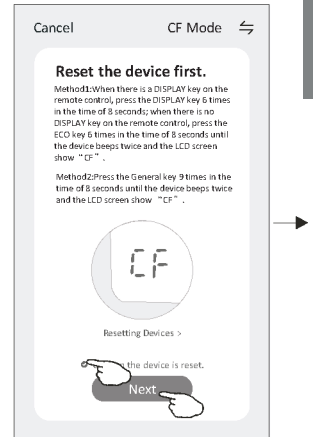 Cancel CF Mode
Reset the device first.
Method1:When there is a DISPLAY key on the
remote control, press the DISPLAY key 6 times
in the time of 8 seconds; when there is no
DISPLAY key on the remote control, press the
ECO key 6 times in the time of 8 seconds until
the device beeps twice and the LCD screen
show “CF”.
Method2:Press the General key 9 times in the
time of 8 seconds until the device beeps twice
and the LCD screen show “CF”.
CF
Resetting Devices >
the device is reset.
Next